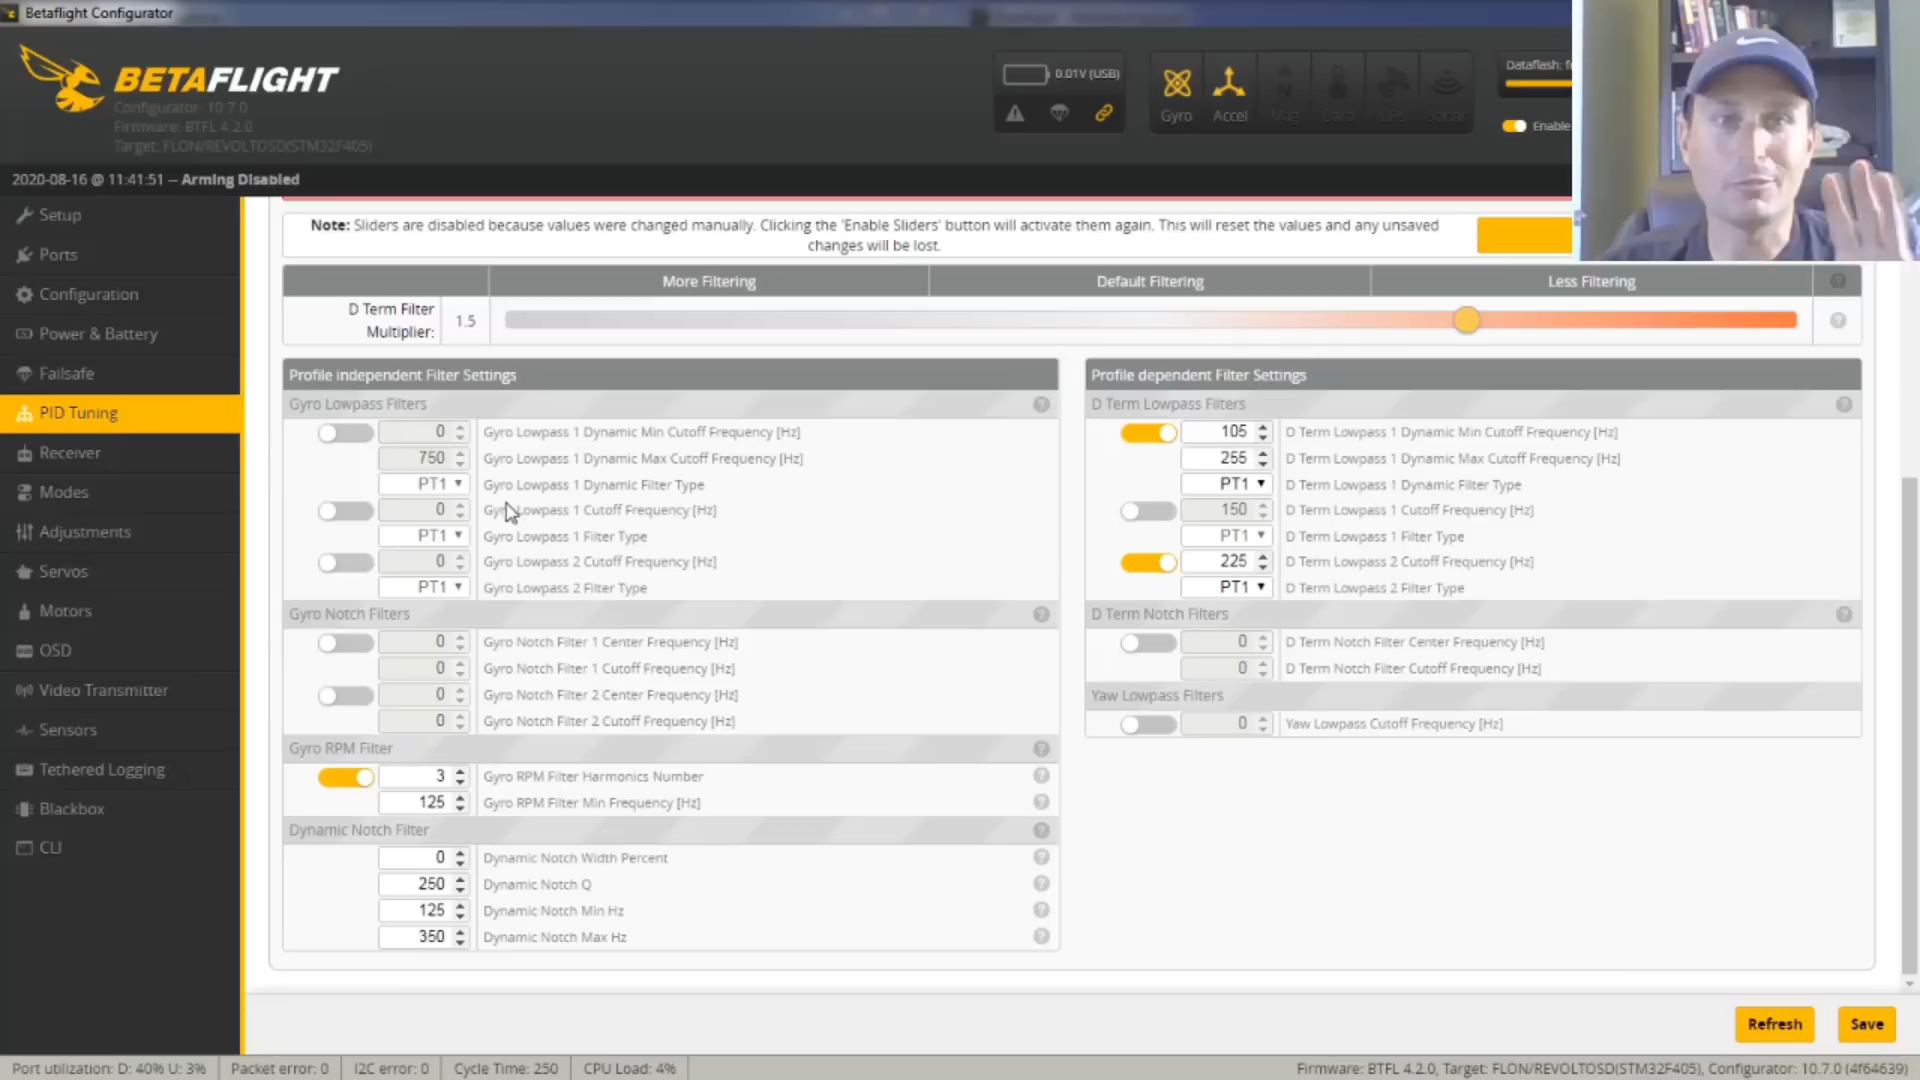 Betaflight Configurator
BETAFLIGHT
Configurator: 10.7.0
Firmware: BTFL 4.2.0
Target: FLON/REVOLTOSD(STM32F405)
0.01V (USB)
Gyro
Accel
Mag
Baro
GPS
Sonar
Dataflash:
Enable
2020-08-16 @ 11:41:51 -- Arming Disabled
Setup
Ports
Configuration
Power & Battery
Failsafe
PID Tuning
Receiver
Modes
Adjustments
Servos
Motors
OSD
Video Transmitter
Sensors
Tethered Logging
Blackbox
CLI
Note: Sliders are disabled because values were changed manually. Clicking the 'Enable Sliders' button will activate them again. This will reset the values and any unsaved
changes will be lost.
More Filtering
Default Filtering
Less Filtering
D Term Filter
Multiplier:
1.5
Profile independent Filter Settings
Gyro Lowpass Filters
0 Gyro Lowpass 1 Dynamic Min Cutoff Frequency [Hz]
750 Gyro Lowpass 1 Dynamic Max Cutoff Frequency [Hz]
PT1 Gyro Lowpass 1 Dynamic Filter Type
0 Gyro Lowpass 1 Cutoff Frequency [Hz]
PT1 Gyro Lowpass 1 Filter Type
0 Gyro Lowpass 2 Cutoff Frequency [Hz]
PT1 Gyro Lowpass 2 Filter Type
Gyro Notch Filters
0 Gyro Notch Filter 1 Center Frequency [Hz]
0 Gyro Notch Filter 1 Cutoff Frequency [Hz]
0 Gyro Notch Filter 2 Center Frequency [Hz]
0 Gyro Notch Filter 2 Cutoff Frequency [Hz]
Gyro RPM Filter
3 Gyro RPM Filter Harmonics Number
125 Gyro RPM Filter Min Frequency [Hz]
Dynamic Notch Filter
0 Dynamic Notch Width Percent
250 Dynamic Notch Q
125 Dynamic Notch Min Hz
350 Dynamic Notch Max Hz
Profile dependent Filter Settings
D Term Lowpass Filters
105 D Term Lowpass 1 Dynamic Min Cutoff Frequency [Hz]
255 D Term Lowpass 1 Dynamic Max Cutoff Frequency [Hz]
PT1 D Term Lowpass 1 Dynamic Filter Type
150 D Term Lowpass 1 Cutoff Frequency [Hz]
PT1 D Term Lowpass 1 Filter Type
225 D Term Lowpass 2 Cutoff Frequency [Hz]
PT1 D Term Lowpass 2 Filter Type
D Term Notch Filters
0 D Term Notch Filter Center Frequency [Hz]
0 D Term Notch Filter Cutoff Frequency [Hz]
Yaw Lowpass Filters
0 Yaw Lowpass Cutoff Frequency [Hz]
Refresh
Save
Port utilization: D: 40% U: 3%
Packet error: 0
I2C error: 0
Cycle Time: 250
CPU Load: 4%
Firmware: BTFL 4.2.0, Target: FLON/REVOLTOSD(STM32F405), Configurator: 10.7.0 (4f64639)